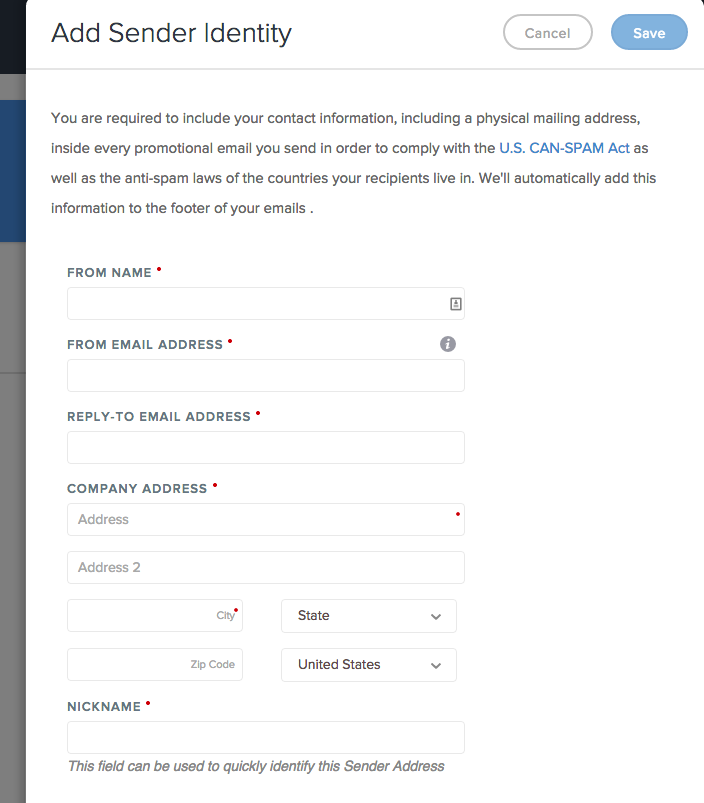 Add Sender Identity
Cancel
Save
You are required to include your contact information, including a physical mailing address,
inside every promotional email you send in order to comply with the U.S. CAN-SPAM Act as
well as the anti-spam laws of the countries your recipients live in. We'll automatically add this
information to the footer of your emails .
FROM NAME •
FROM EMAIL ADDRESS •
REPLY-TO EMAIL ADDRESS •
COMPANY ADDRESS •
Address •
Address 2
City •
State
Zip Code
United States
NICKNAME •
This field can be used to quickly identify this Sender Address